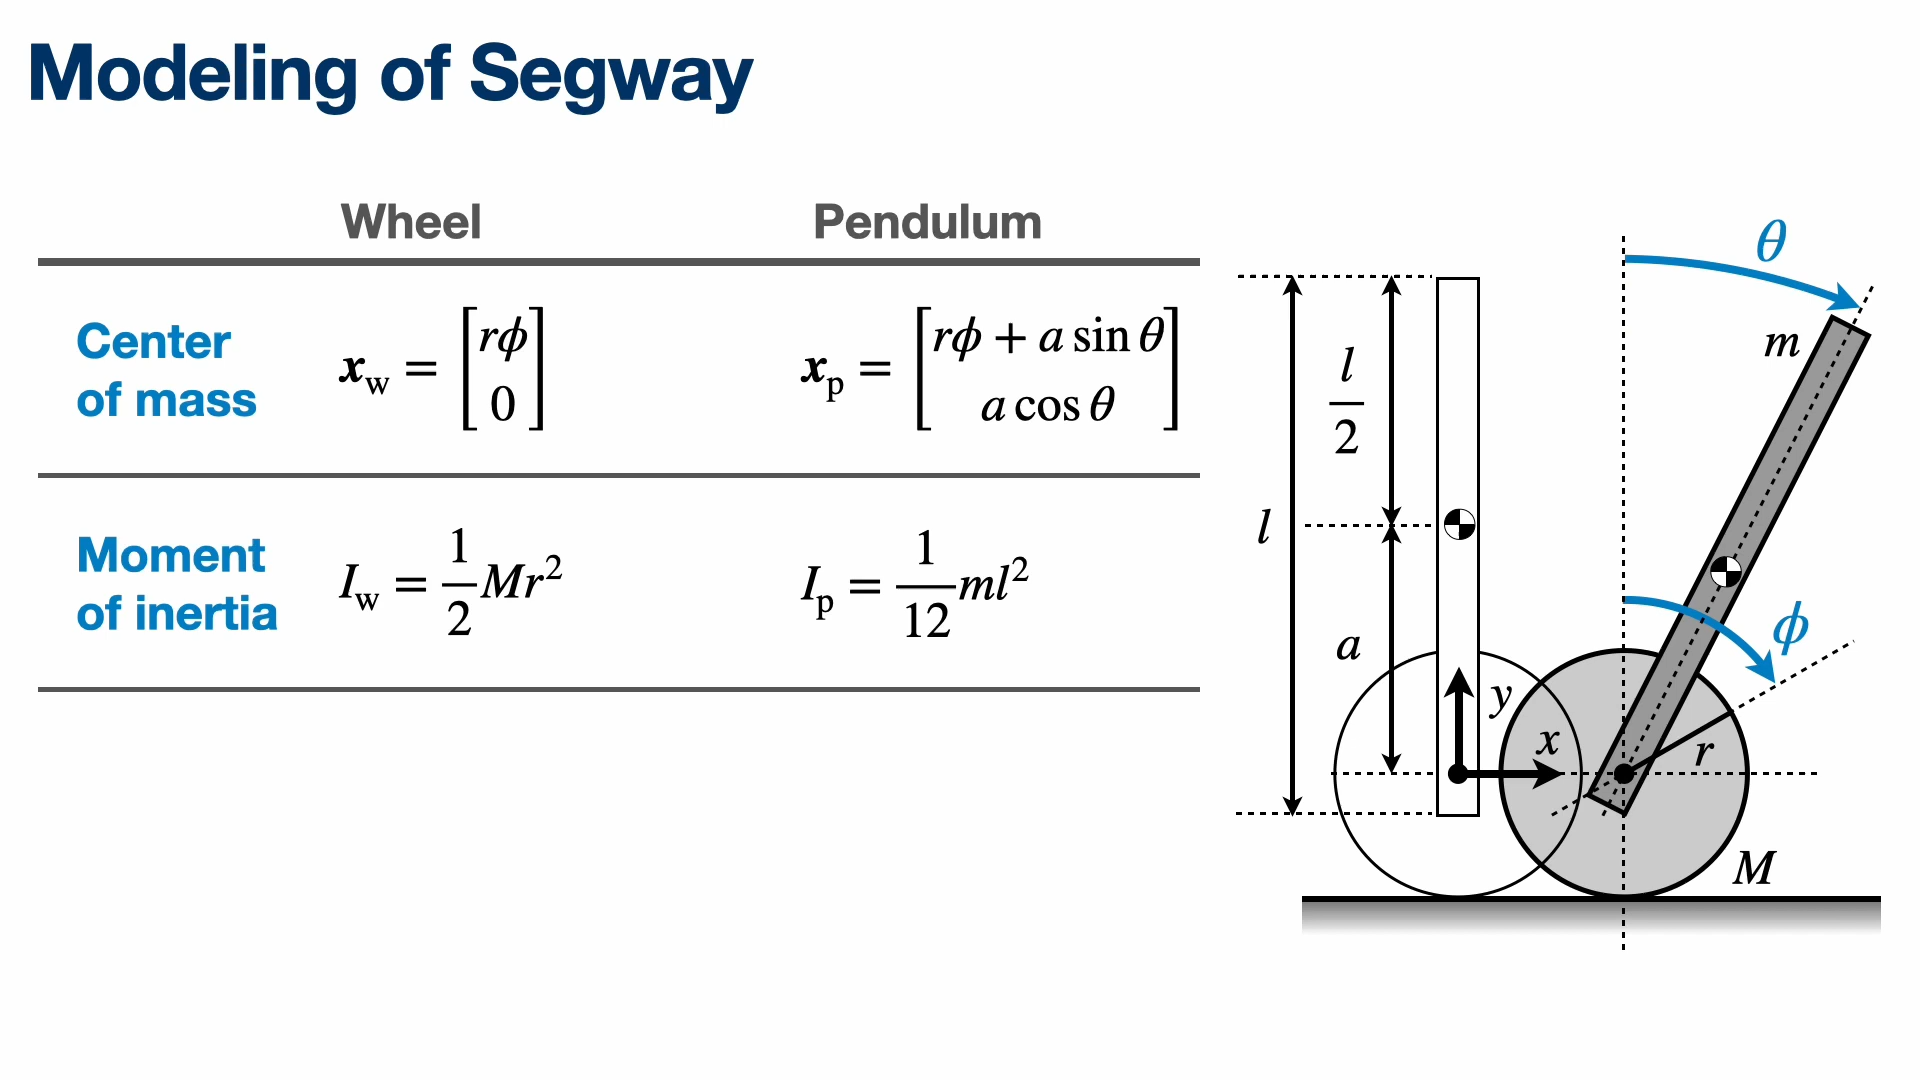 Modeling of Segway
Wheel Pendulum
Center
of mass
x_w = [rϕ; 0]
x_p = [rϕ + a sin θ; a cos θ]
Moment
of inertia
I_w = 1/2 Mr²
I_p = 1/12 ml²
θ
m
l/2
l
ϕ
a
y
x
r
M